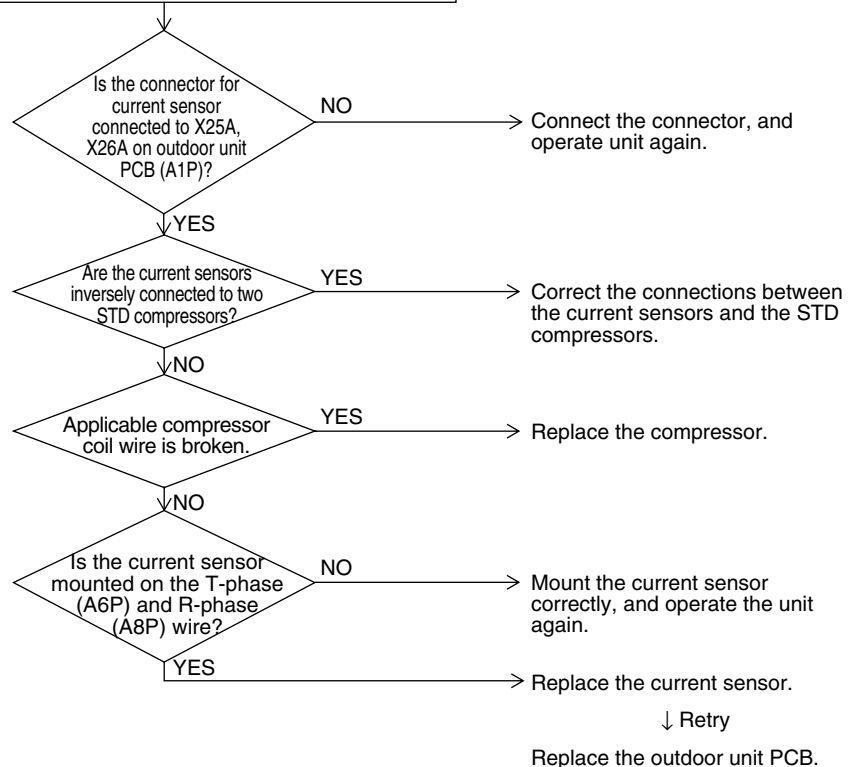 Is the connector for
current sensor
connected to X25A,
X26A on outdoor unit
PCB (A1P)?
NO
Connect the connector, and
operate unit again.
YES
Are the current sensors
inversely connected to two
STD compressors?
YES
Correct the connections between
the current sensors and the STD
compressors.
NO
Applicable compressor
coil wire is broken.
YES
Replace the compressor.
NO
Is the current sensor
mounted on the T-phase
(A6P) and R-phase
(A8P) wire?
NO
Mount the current sensor
correctly, and operate the unit
again.
YES
Replace the current sensor.
↓ Retry
Replace the outdoor unit PCB.